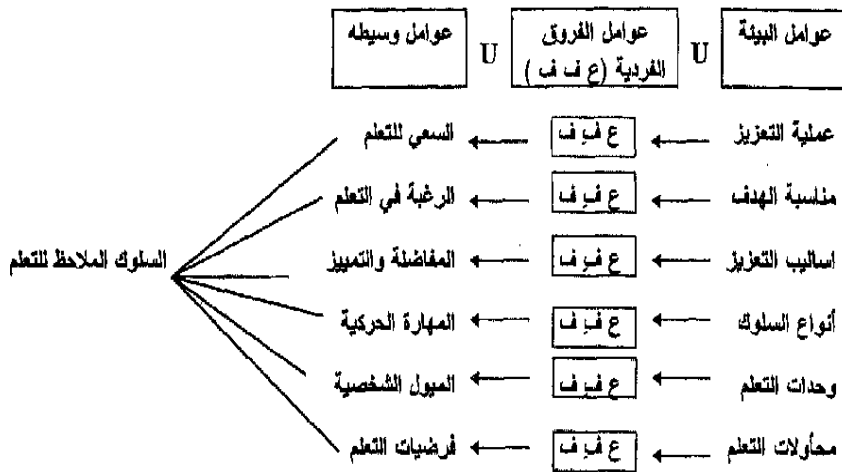 عوامل البيئة U عوامل الفروق الفردية (ع ف ف) U عوامل وسيطه
عملية التعزيز ع ف ف السعي للتعلم
مناسبة الهدف ع ف ف الرغبة في التعلم
اساليب التعزيز ع ف ف المفاضلة والتمييز
السلوك الملاحظ للتعلم
أنواع السلوك ع ف ف المهارة الحركية
وحدات التعلم ع ف ف الميول الشخصية
محأولات التعلم ع ف ف فرضيات التعلم